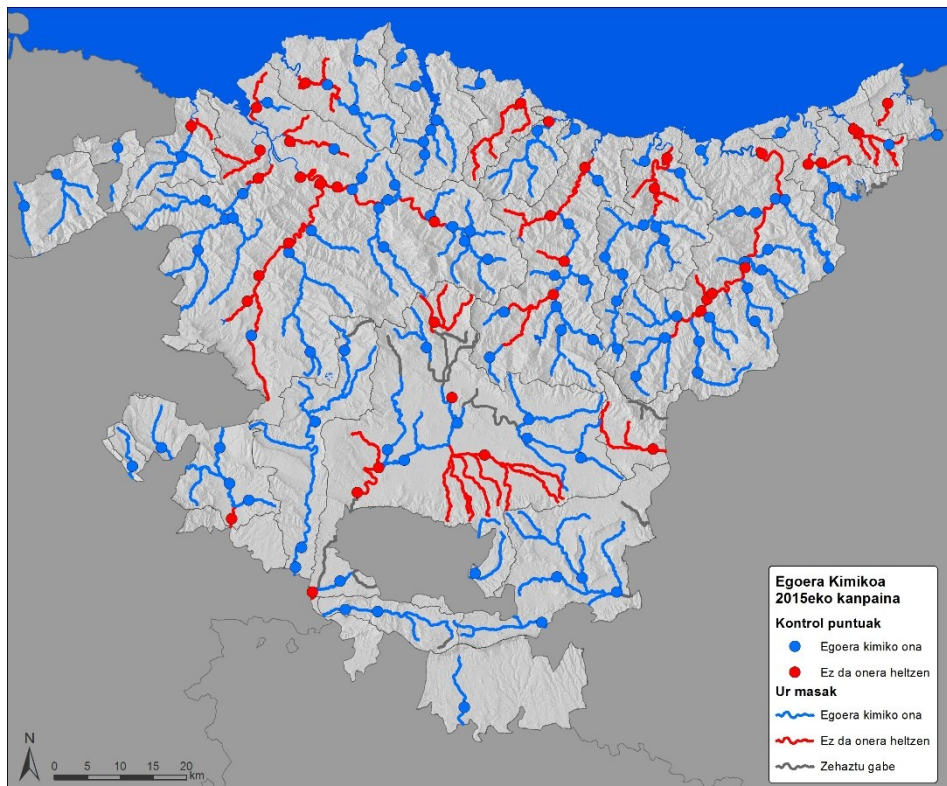 Egoera Kimikoa
2015eko kanpaina
Kontrol puntuak
Egoera kimiko ona
Ez da onera heltzen
Ur masak
Egoera kimiko ona
Ez da onera heltzen
Zehaztu gabe
N
0 5 10 15 20
km